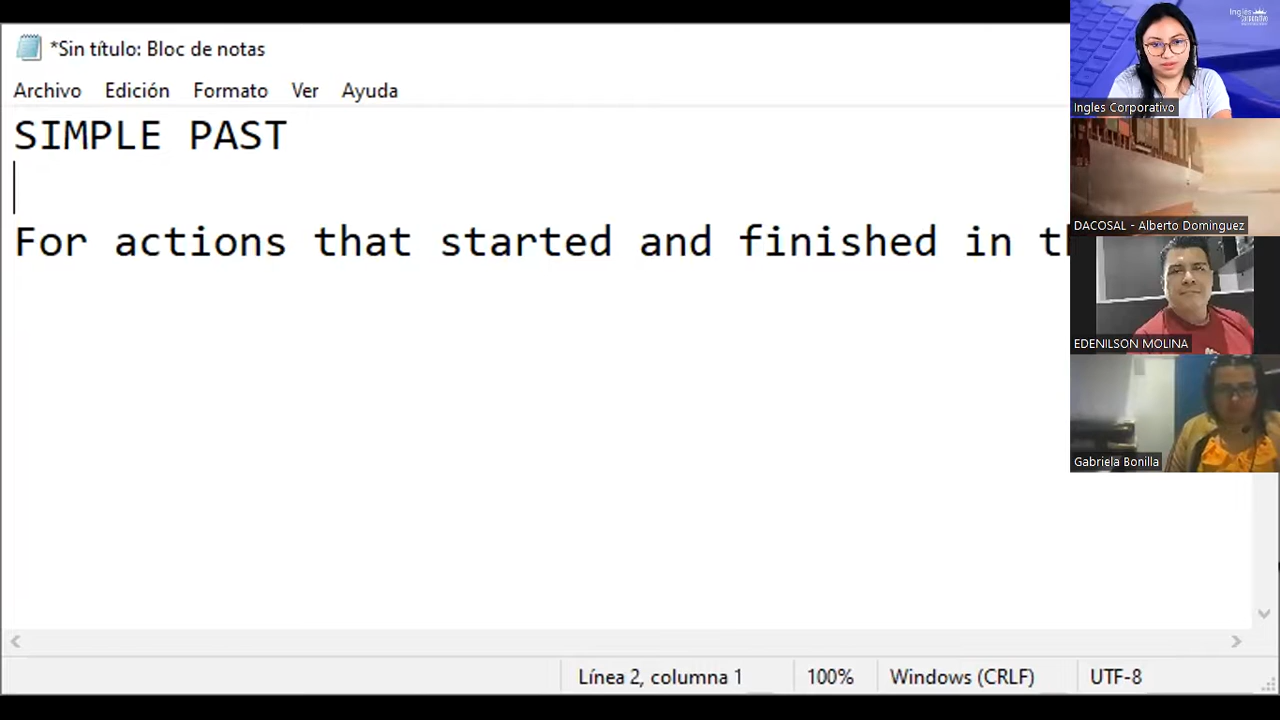 *Sin título: Bloc de notas
Archivo Edición Formato Ver Ayuda
SIMPLE PAST
For actions that started and finished in
Línea 2, columna 1 100% Windows (CRLF) UTF-8
Ingles Corporativo
DACOSAL - Alberto Dominguez
EDENILSON MOLINA
Gabriela Bonilla